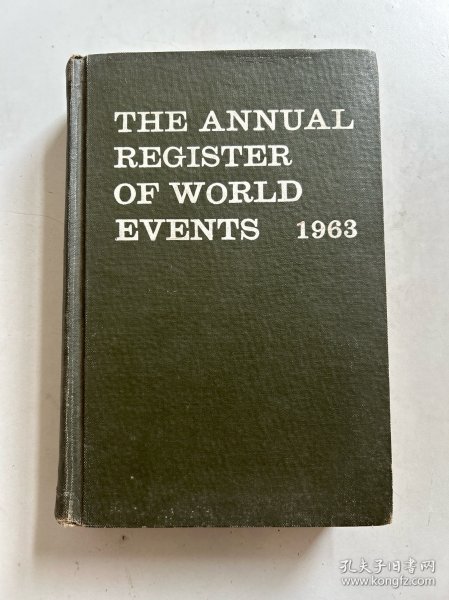 THE ANNUAL
REGISTER
OF WORLD
EVENTS 1963
孔夫子旧书网
www.kongfz.com